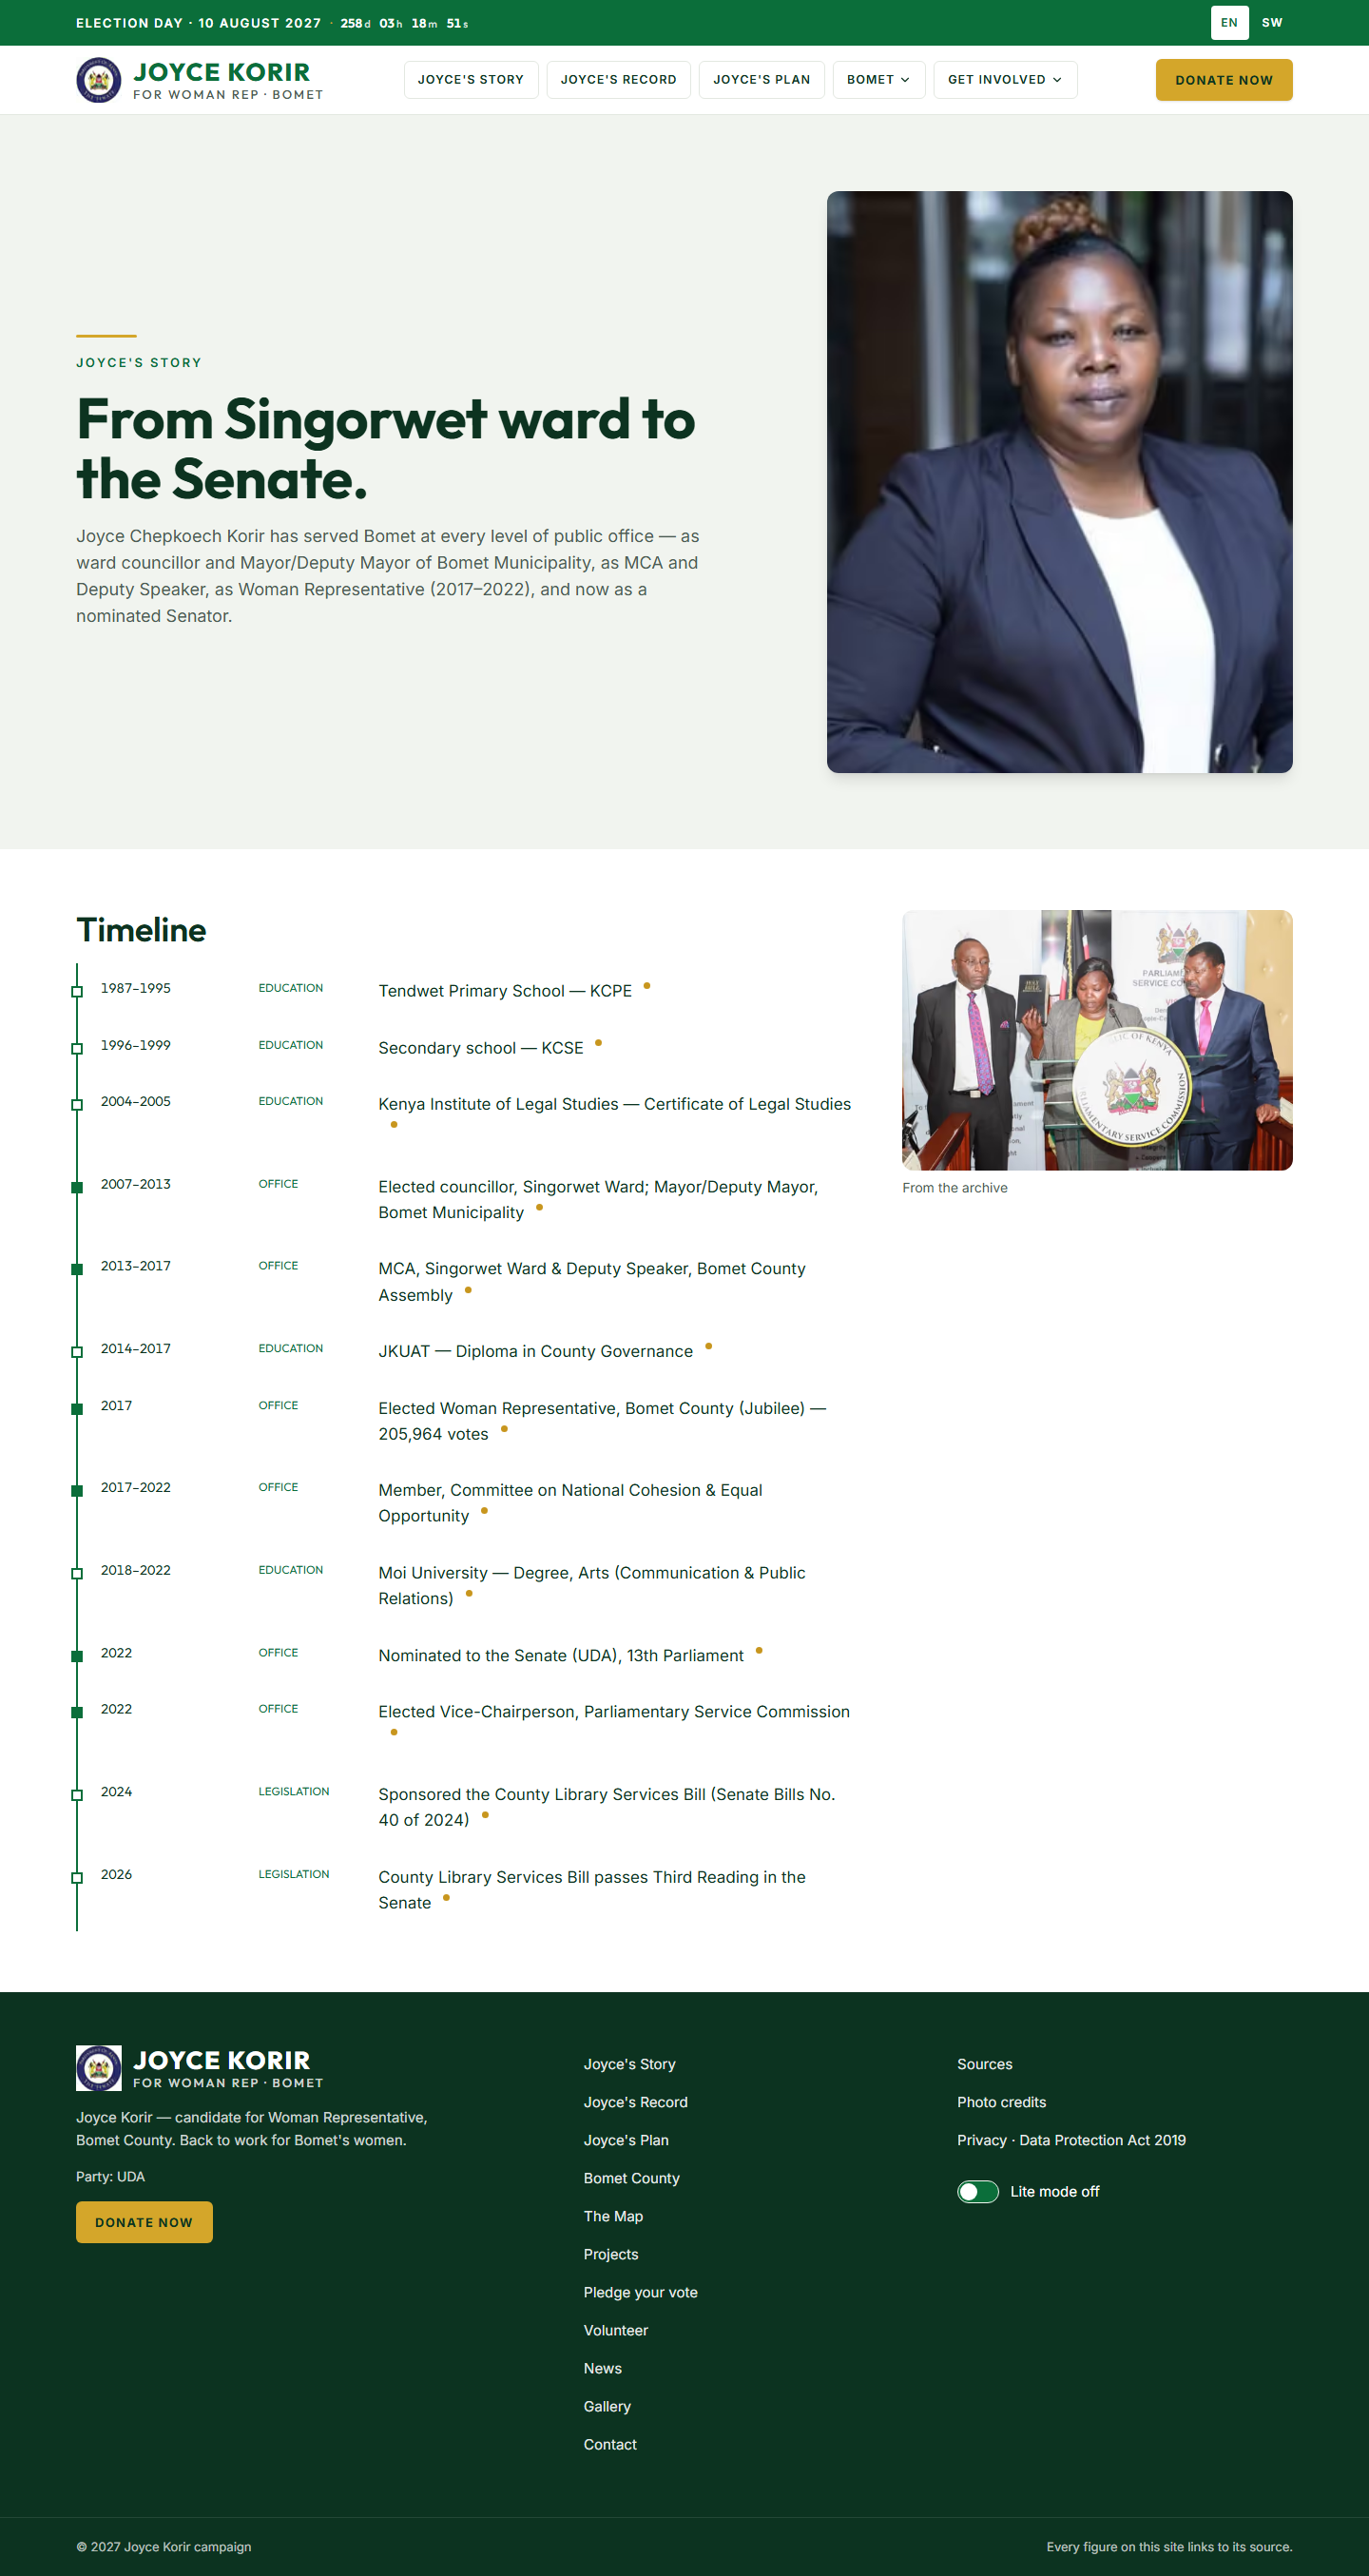 ELECTION DAY · 10 AUGUST 2027 · 258d 03h 18m 51s
EN SW
JOYCE KORIR
FOR WOMAN REP · BOMET
JOYCE'S STORY
JOYCE'S RECORD
JOYCE'S PLAN
BOMET
GET INVOLVED
DONATE NOW
JOYCE'S STORY
From Singorwet ward to
the Senate.
Joyce Chepkoech Korir has served Bomet at every level of public office — as
ward councillor and Mayor/Deputy Mayor of Bomet Municipality, as MCA and
Deputy Speaker, as Woman Representative (2017–2022), and now as a
nominated Senator.
Timeline
1987–1995 EDUCATION Tendwet Primary School — KCPE
1996–1999 EDUCATION Secondary school — KCSE
2004–2005 EDUCATION Kenya Institute of Legal Studies — Certificate of Legal Studies
2007–2013 OFFICE Elected councillor, Singorwet Ward; Mayor/Deputy Mayor,
Bomet Municipality
2013–2017 OFFICE MCA, Singorwet Ward & Deputy Speaker, Bomet County
Assembly
2014–2017 EDUCATION JKUAT — Diploma in County Governance
2017 OFFICE Elected Woman Representative, Bomet County (Jubilee) —
205,964 votes
2017–2022 OFFICE Member, Committee on National Cohesion & Equal
Opportunity
2018–2022 EDUCATION Moi University — Degree, Arts (Communication & Public
Relations)
2022 OFFICE Nominated to the Senate (UDA), 13th Parliament
2022 OFFICE Elected Vice-Chairperson, Parliamentary Service Commission
2024 LEGISLATION Sponsored the County Library Services Bill (Senate Bills No.
40 of 2024)
2026 LEGISLATION County Library Services Bill passes Third Reading in the
Senate
HOLY BIBLE
From the archive
JOYCE KORIR
FOR WOMAN REP · BOMET
Joyce Korir — candidate for Woman Representative,
Bomet County. Back to work for Bomet's women.
Party: UDA
DONATE NOW
Joyce's Story
Joyce's Record
Joyce's Plan
Bomet County
The Map
Projects
Pledge your vote
Volunteer
News
Gallery
Contact
Sources
Photo credits
Privacy · Data Protection Act 2019
Lite mode off
© 2027 Joyce Korir campaign
Every figure on this site links to its source.